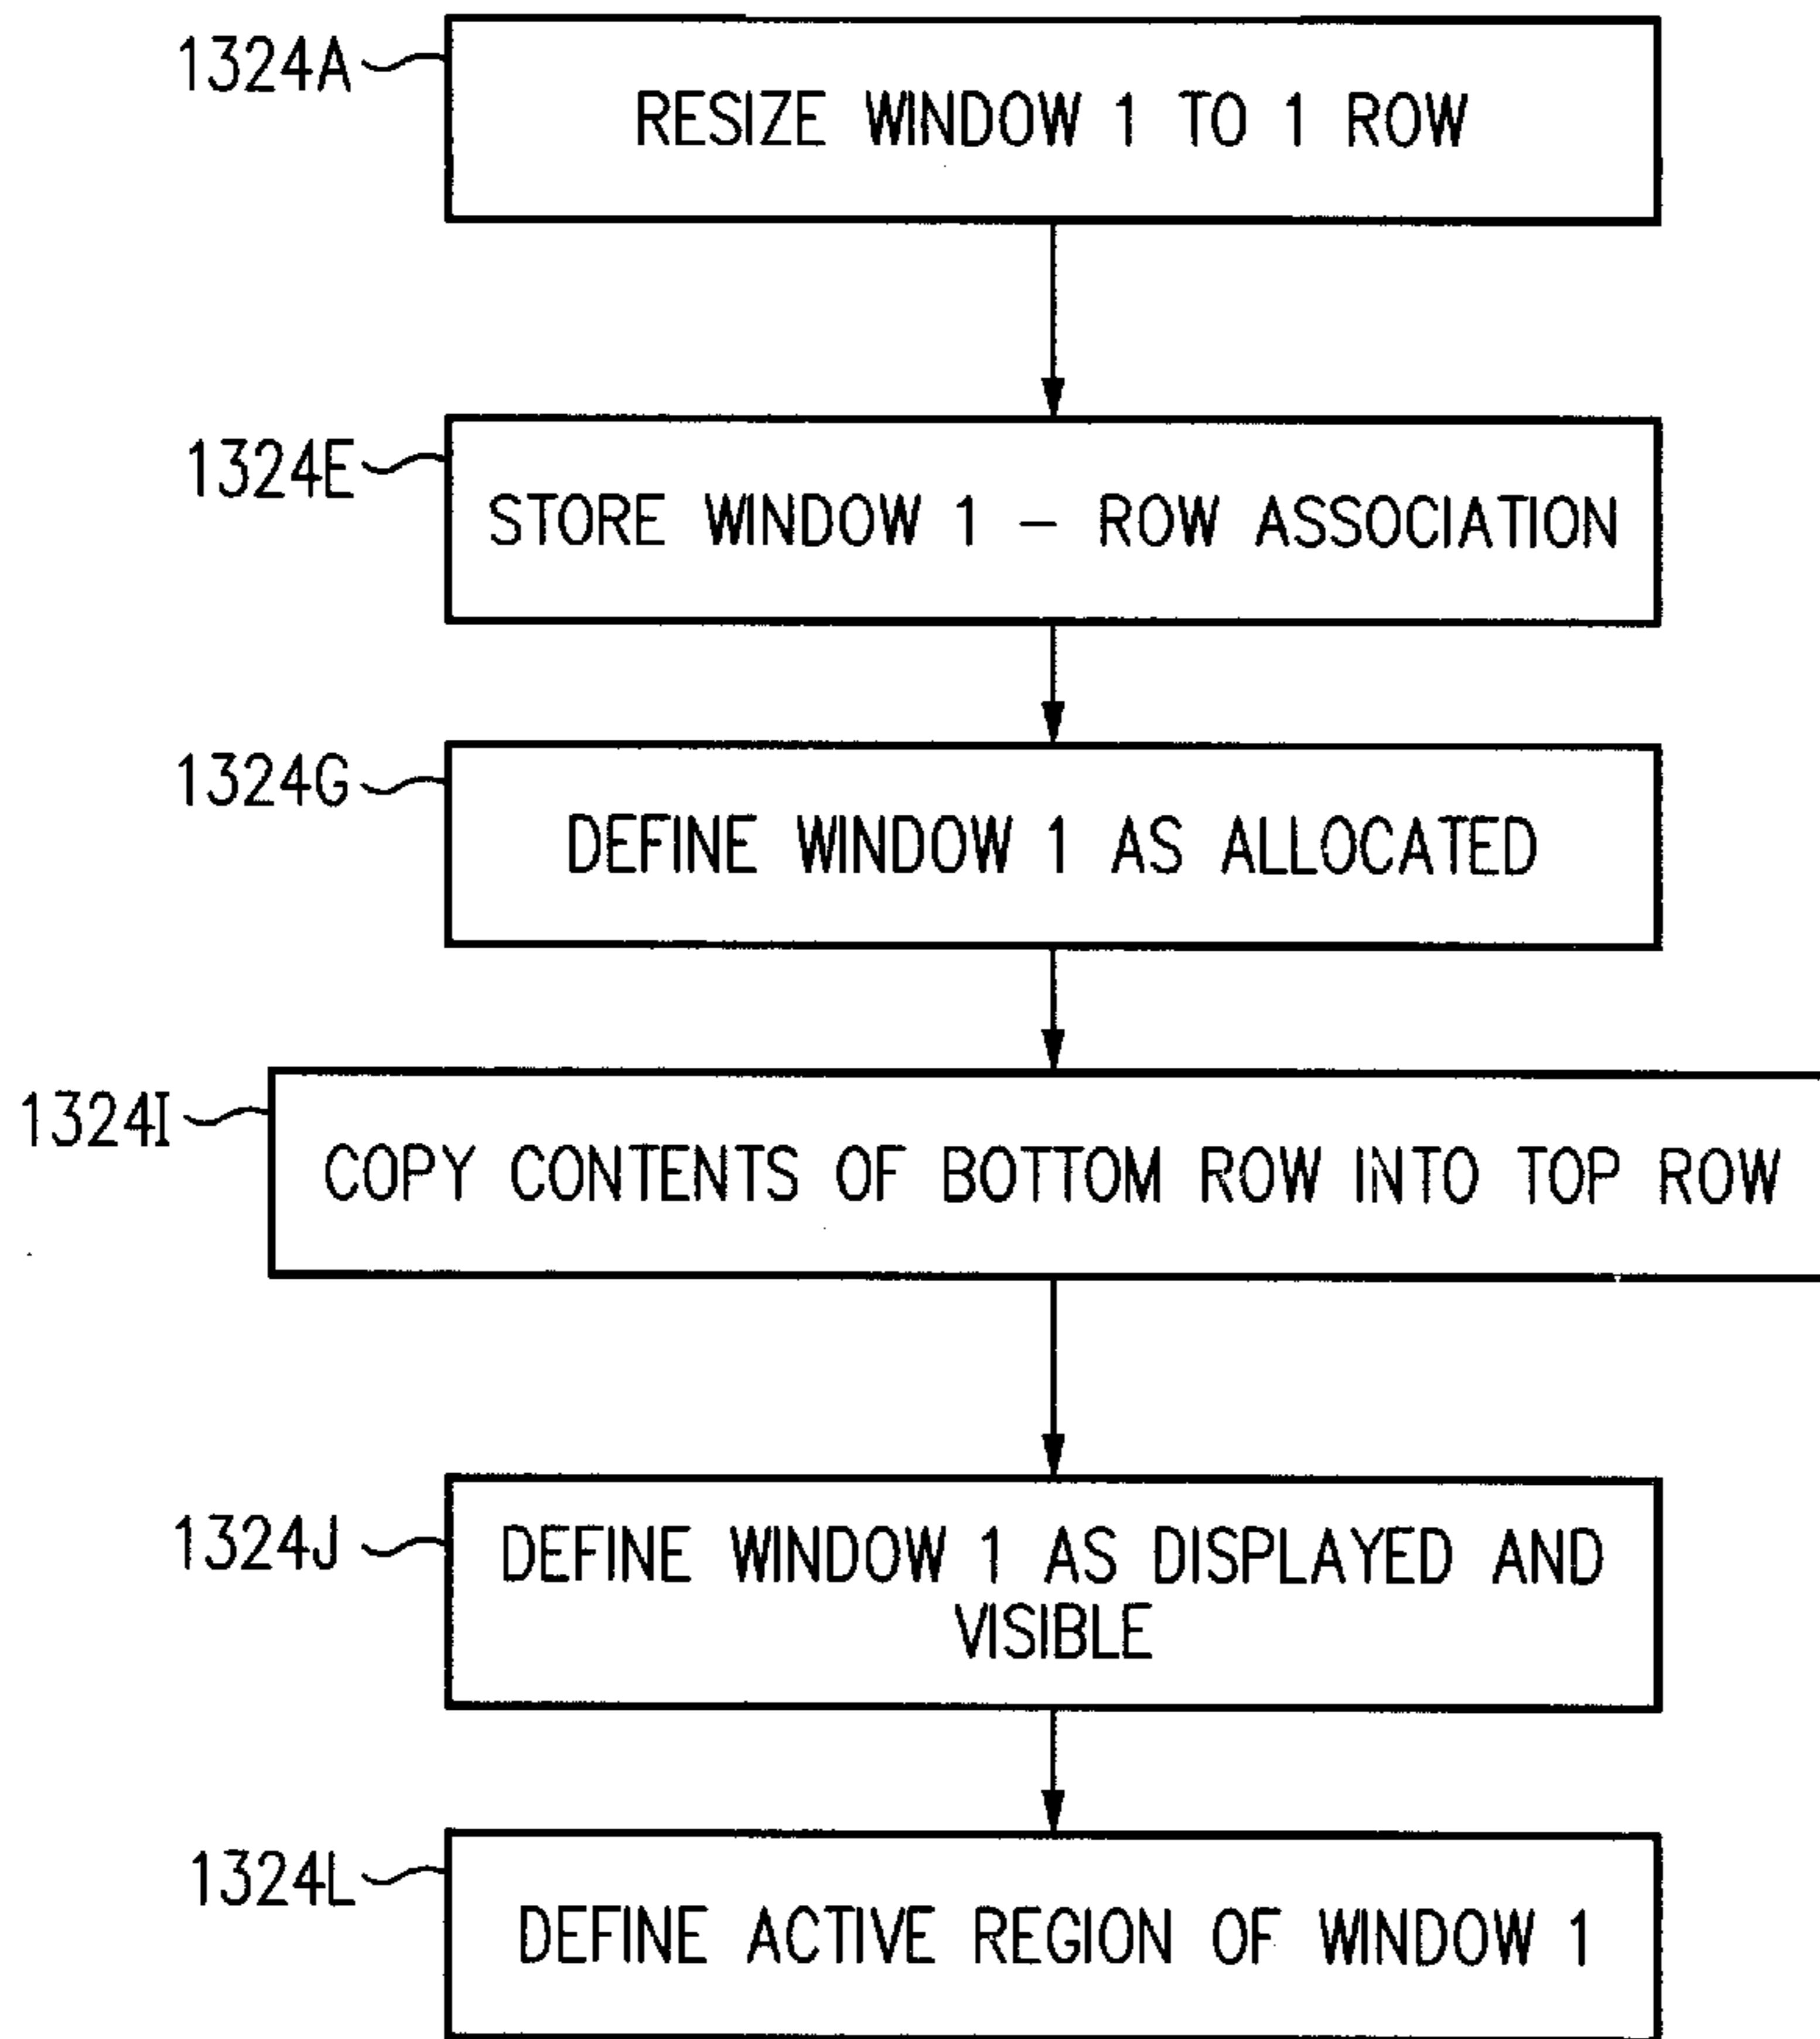 1324A
RESIZE WINDOW 1 TO 1 ROW
1324E
STORE WINDOW 1 – ROW ASSOCIATION
1324G
DEFINE WINDOW 1 AS ALLOCATED
1324I
COPY CONTENTS OF BOTTOM ROW INTO TOP ROW
1324J
DEFINE WINDOW 1 AS DISPLAYED AND
VISIBLE
1324L
DEFINE ACTIVE REGION OF WINDOW 1